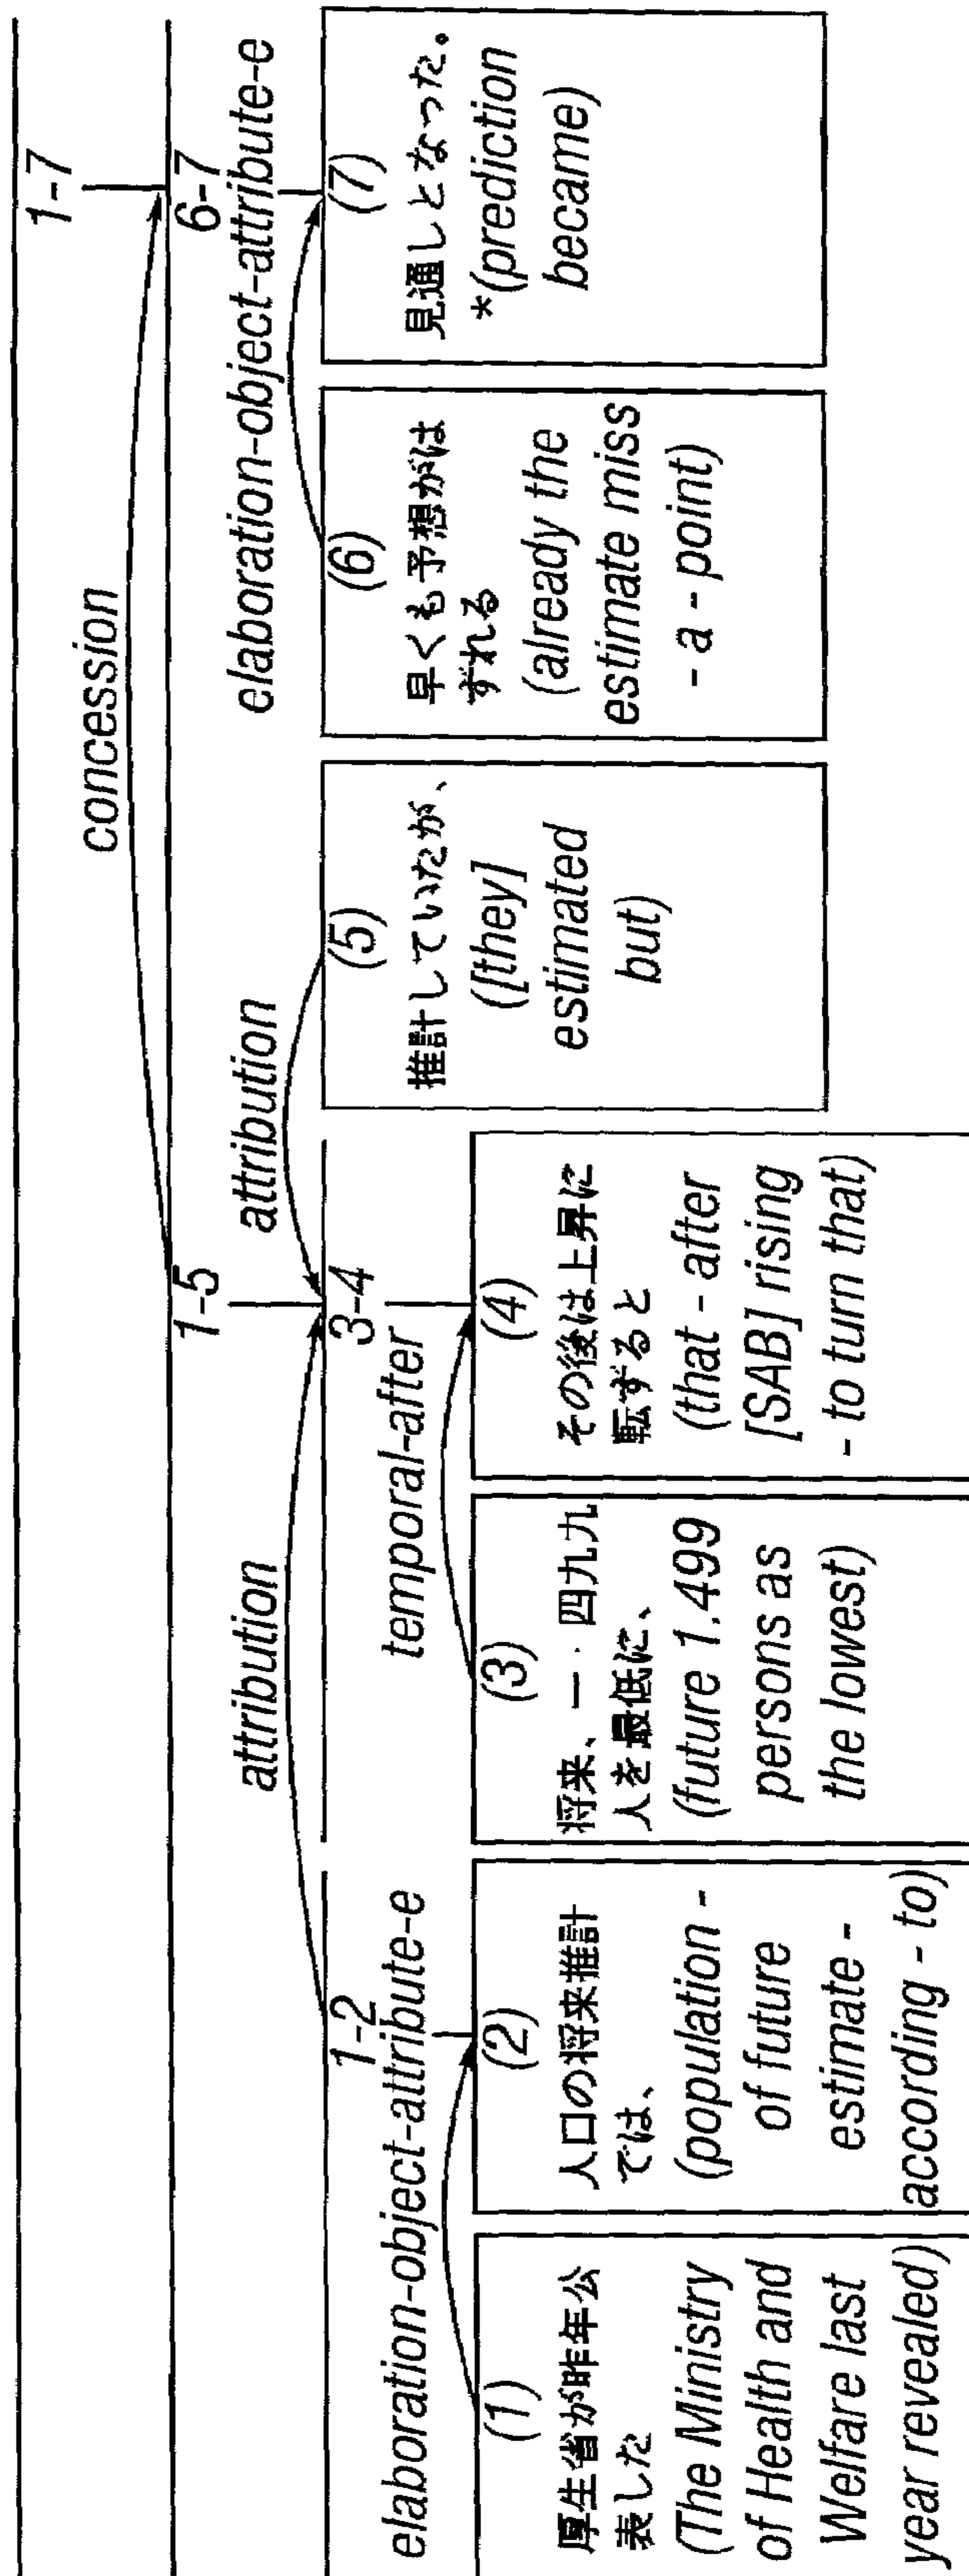 1-7
concession
1-5
6-7
attribution
attribution
elaboration-object-attribute-e
1-2
3-4
elaboration-object-attribute-e
temporal-after
(1)
厚生省が昨年公
表した
(The Ministry
of Health and
Welfare last
year revealed)
(2)
人口の将来推計
では、
(population -
of future
estimate -
according - to)
(3)
将来、一・四九九
人を最低に、
(future 1.499
persons as
the lowest)
(4)
その後は上昇に
転ずると
(that - after
[SAB] rising
- to turn that)
(5)
推計していたが、
([they]
estimated
but)
(6)
早くも予想がは
ずれる
(already the
estimate miss
- a - point)
(7)
見通しとなった。
*(prediction
became)